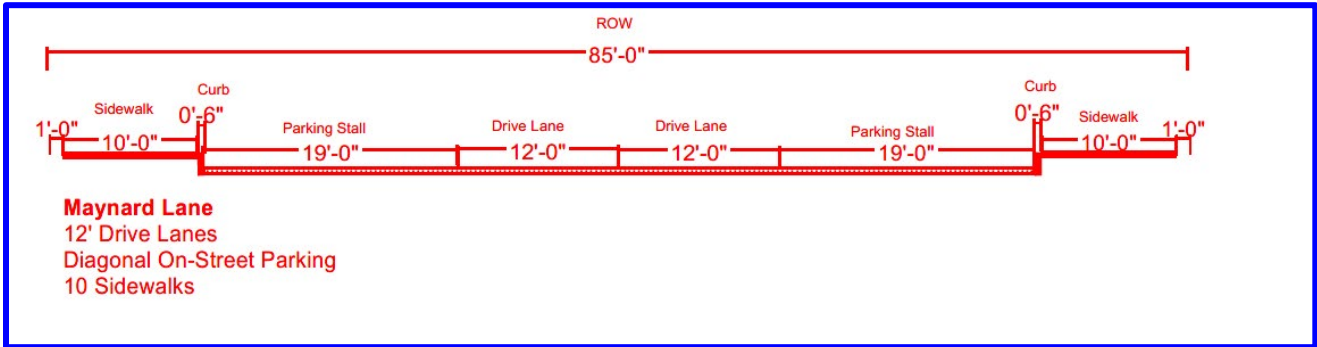 ROW
85'-0"
Curb
Curb
Sidewalk
0'-6"
0'-6"
Sidewalk
1'-0"
10'-0"
Parking Stall
Drive Lane
Drive Lane
Parking Stall
10'-0"
1'-0"
19'-0"
12'-0"
12'-0"
19'-0"
Maynard Lane
12' Drive Lanes
Diagonal On-Street Parking
10 Sidewalks